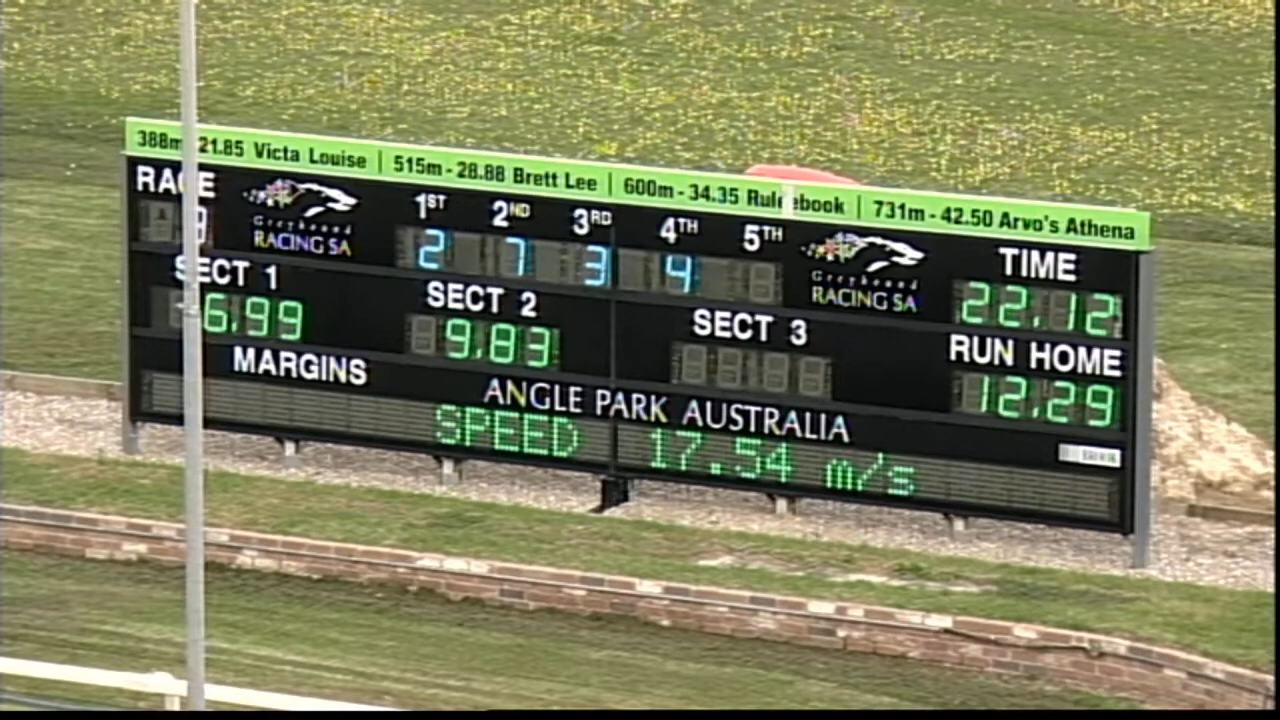 388m 21.85 Victa Louise | 515m - 28.88 Brett Lee | 600m - 34.35 Rulebook | 731m - 42.50 Arvo's Athena
RACE
Greyhound
RACING SA
1ST 2ND 3RD 4TH 5TH
2 7 3 4
Greyhound
RACING SA
TIME
22.12
SECT 1
6.99
SECT 2
9.83
SECT 3
RUN HOME
12.29
MARGINS
ANGLE PARK AUSTRALIA
SPEED 17.54 m/s